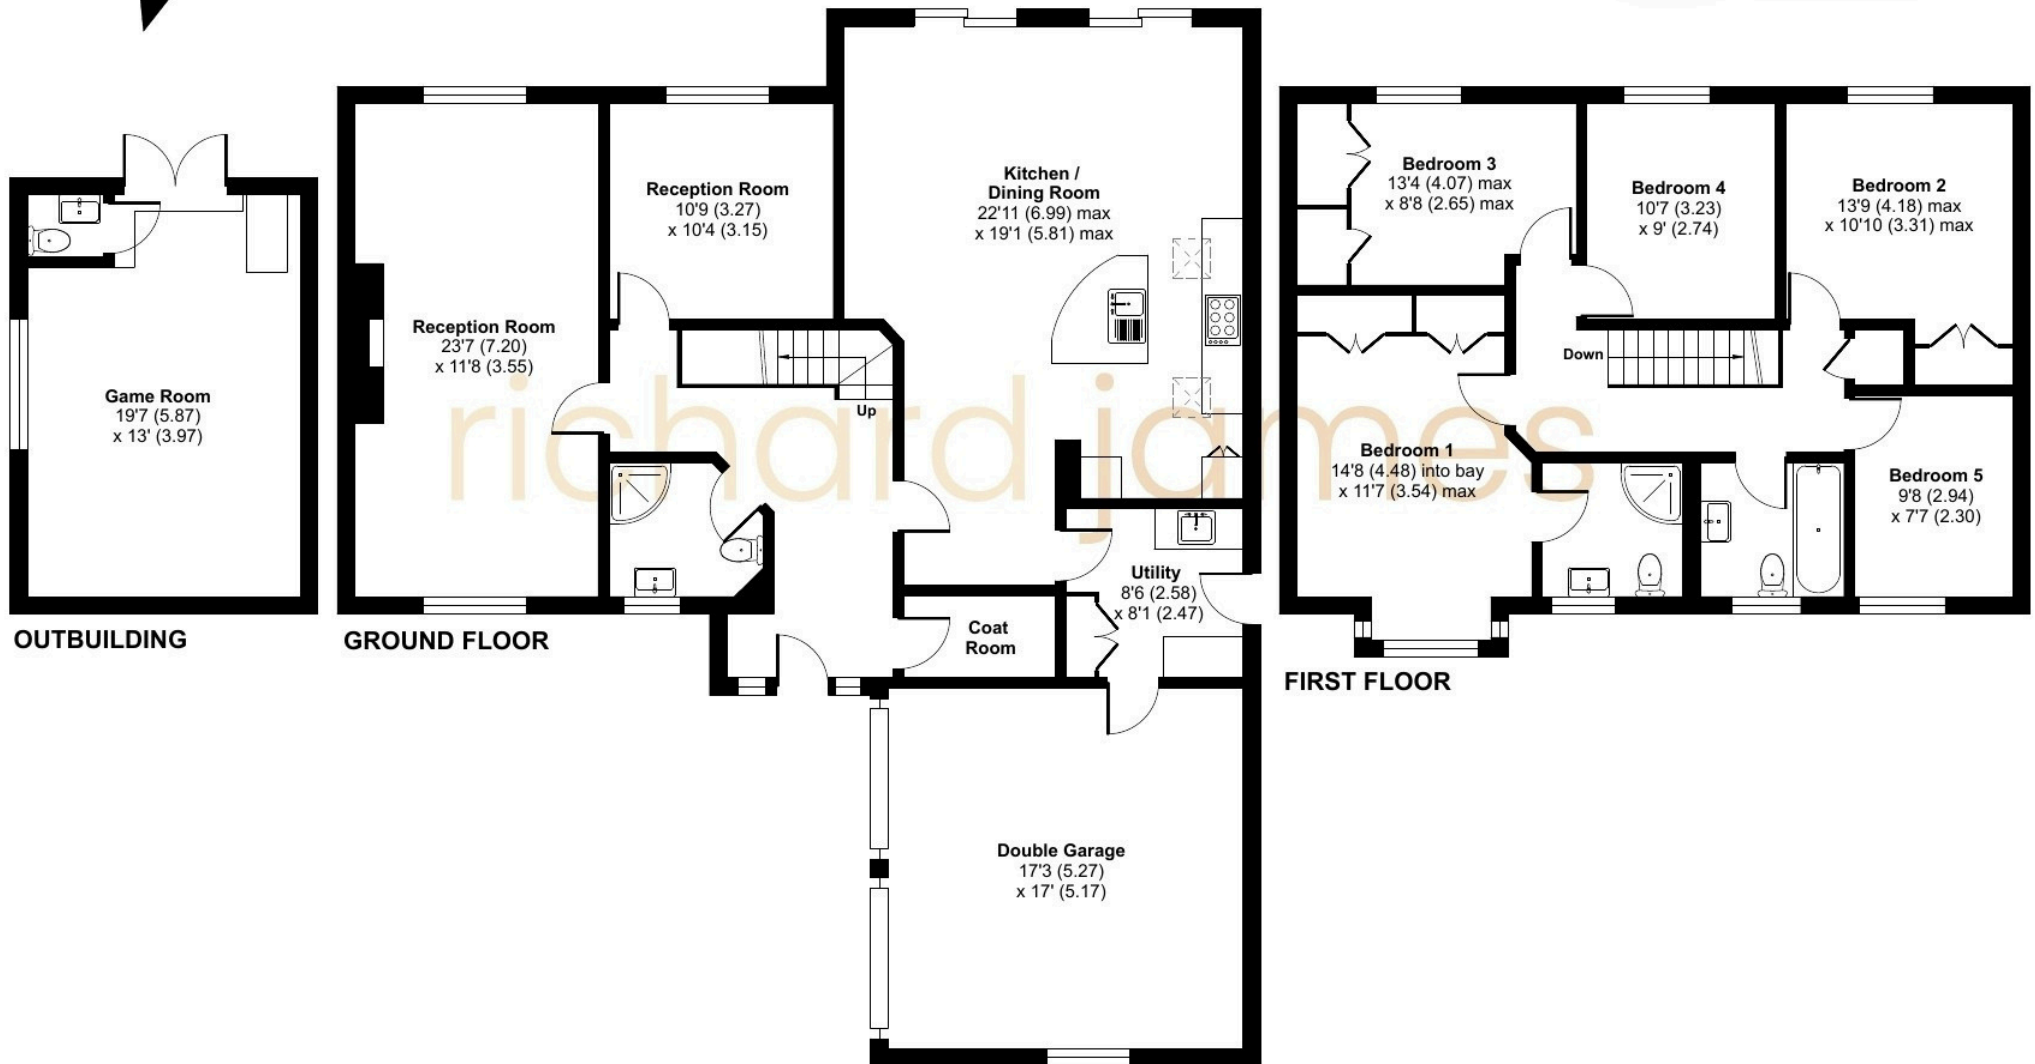 Kitchen /
Dining Room
22'11 (6.99) max
x 19'1 (5.81) max
Reception Room
10'9 (3.27)
x 10'4 (3.15)
Reception Room
23'7 (7.20)
x 11'8 (3.55)
Game Room
19'7 (5.87)
x 13' (3.97)
Up
Utility
8'6 (2.58)
x 8'1 (2.47)
Coat
Room
Double Garage
17'3 (5.27)
x 17' (5.17)
OUTBUILDING
GROUND FLOOR
Bedroom 3
13'4 (4.07) max
x 8'8 (2.65) max
Bedroom 4
10'7 (3.23)
x 9' (2.74)
Bedroom 2
13'9 (4.18) max
x 10'10 (3.31) max
Down
Bedroom 1
14'8 (4.48) into bay
x 11'7 (3.54) max
Bedroom 5
9'8 (2.94)
x 7'7 (2.30)
FIRST FLOOR
richard james